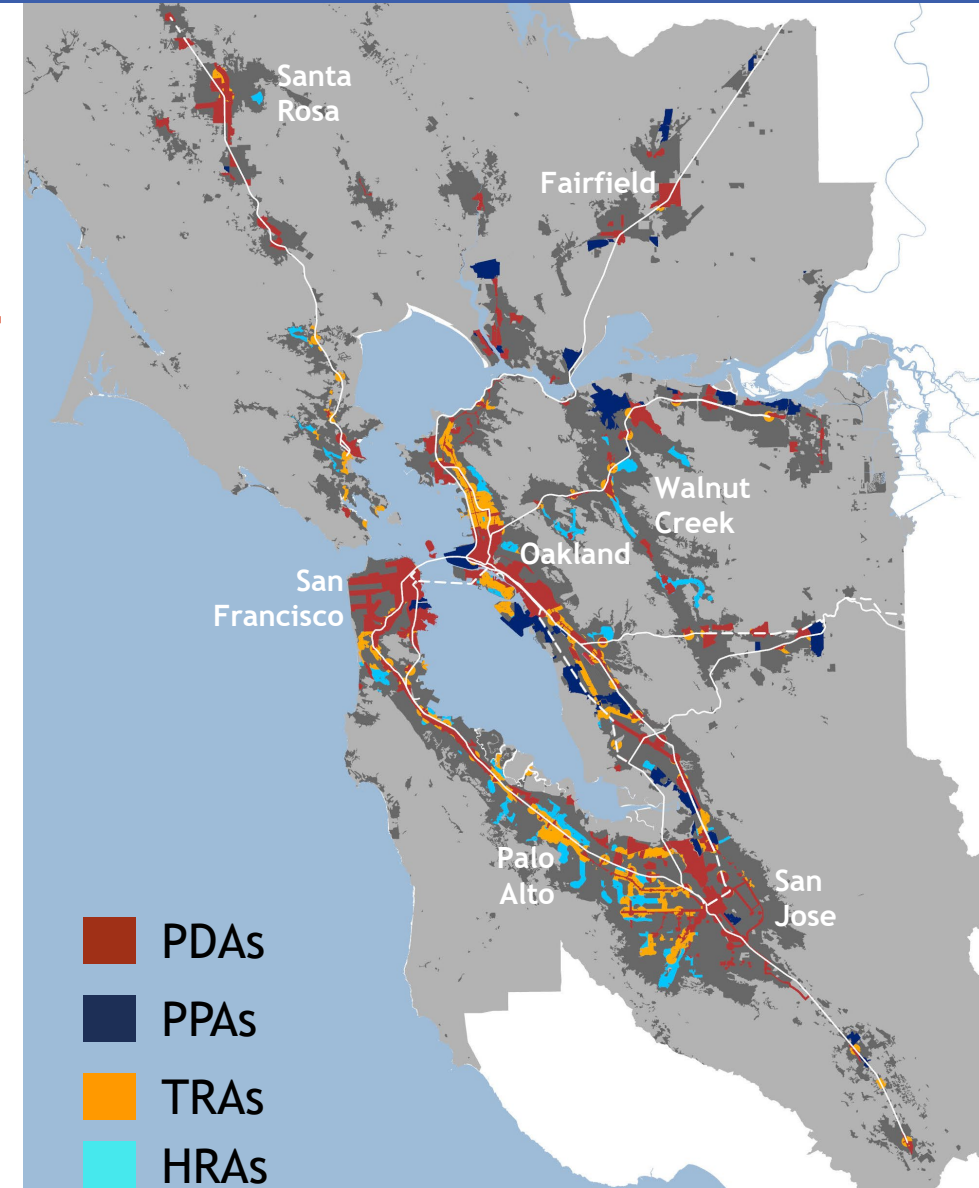 Santa
Rosa
Fairfield
Walnut
Creek
Oakland
San
Francisco
Palo
Alto
San
Jose
PDAs
PPAs
TRAs
HRAs